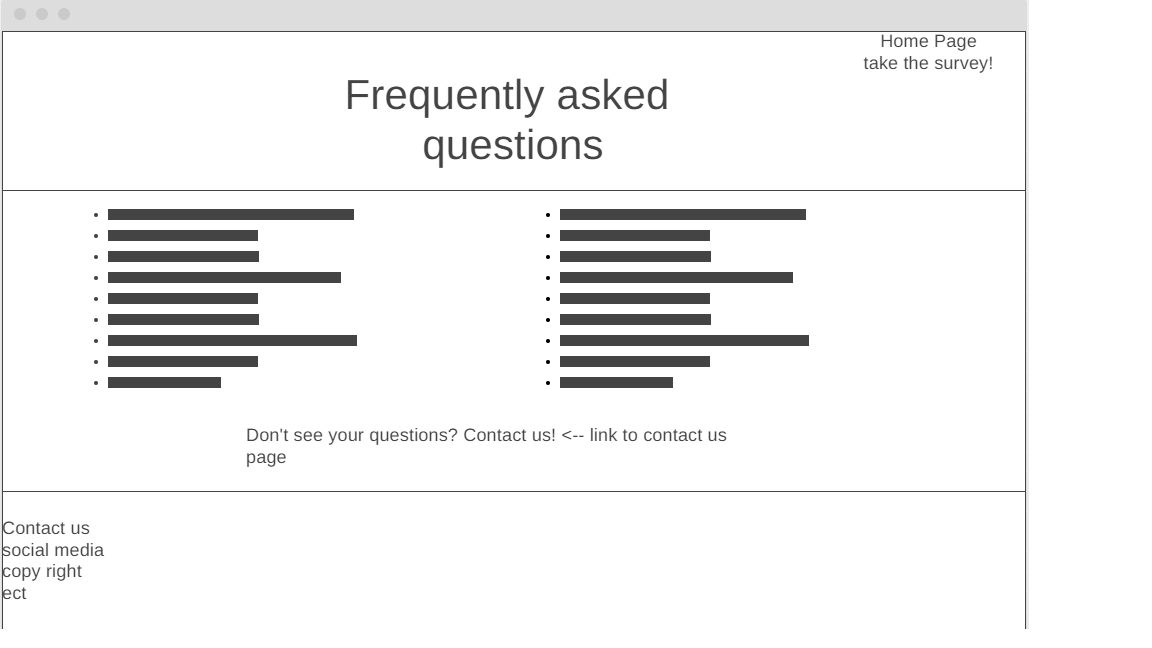 Home Page
take the survey!
Frequently asked
questions
Don't see your questions? Contact us! <-- link to contact us
page
Contact us
social media
copy right
ect